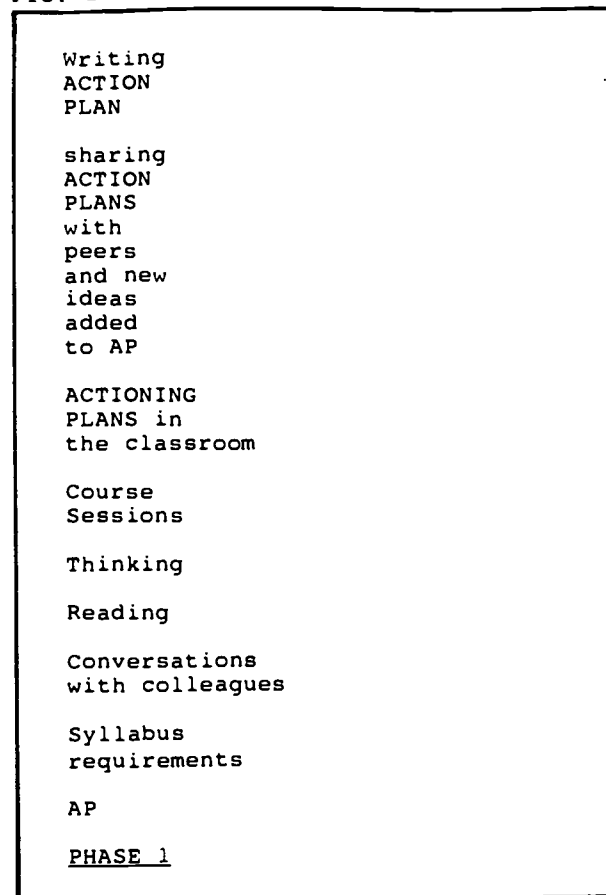 Writing
ACTION
PLAN
sharing
ACTION
PLANS
with
peers
and new
ideas
added
to AP
ACTIONING
PLANS in
the classroom
Course
Sessions
Thinking
Reading
Conversations
with colleagues
Syllabus
requirements
AP
PHASE 1